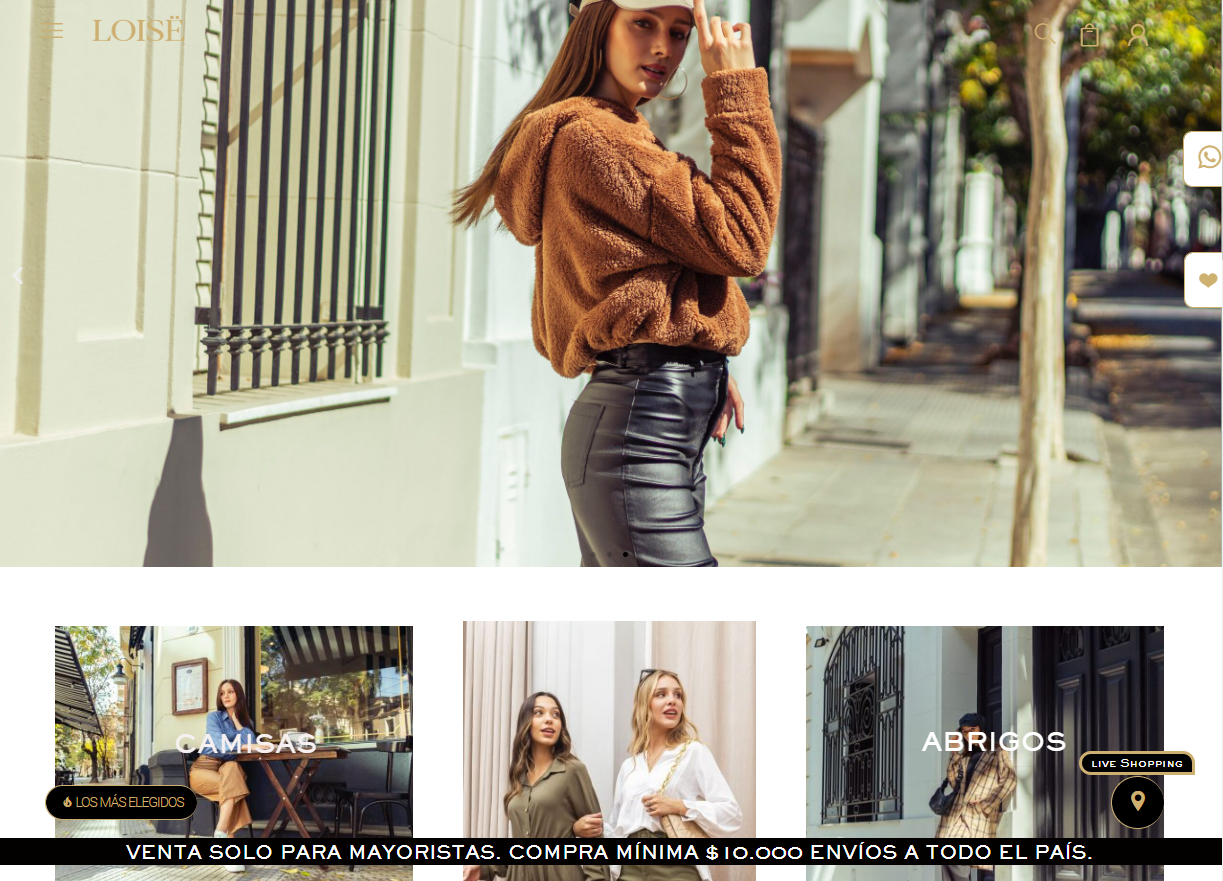 LOISË
CAMISAS
ABRIGOS
LIVE SHOPPING
LOS MÁS ELEGIDOS
VENTA SOLO PARA MAYORISTAS. COMPRA MÍNIMA $10.000 ENVÍOS A TODO EL PAÍS.